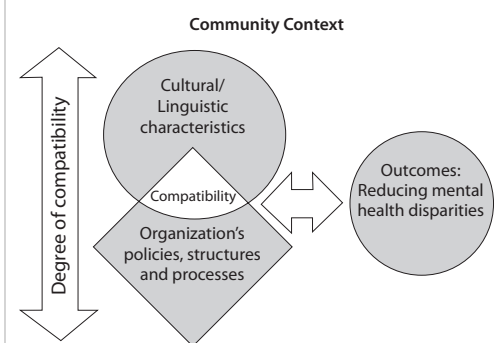 Community Context
Degree of compatibility
Cultural/
Linguistic
characteristics
Compatibility
Organization's
policies, structures
and processes
Outcomes:
Reducing mental
health disparities